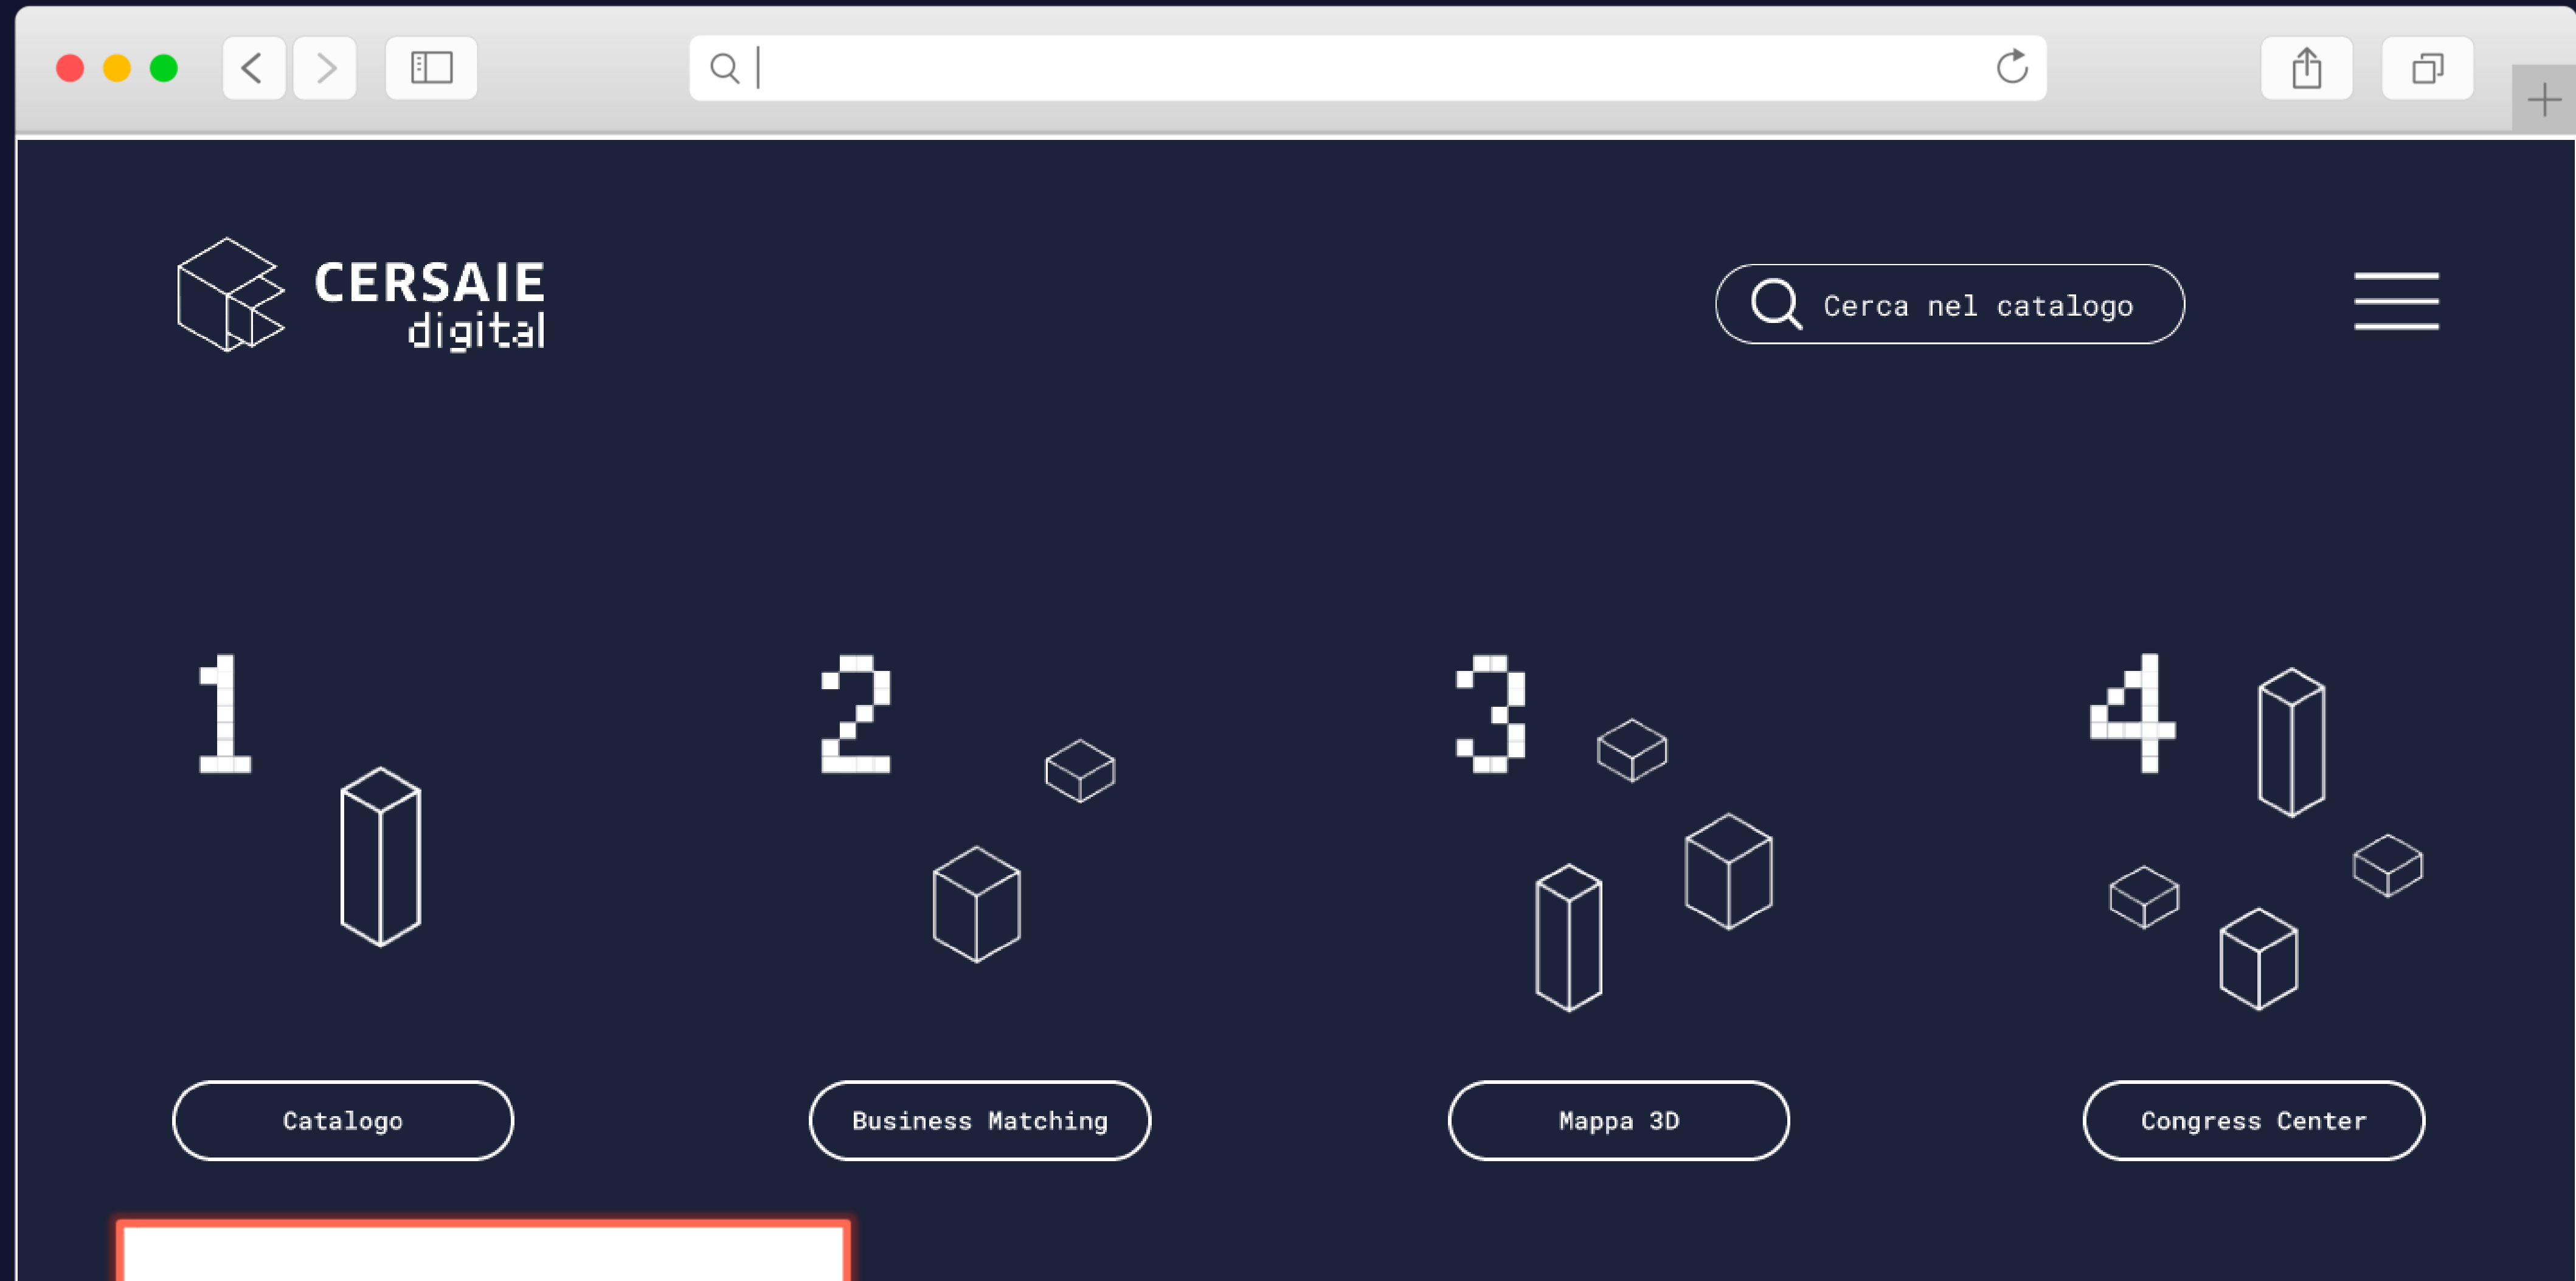 CERSAIE
digital
Cerca nel catalogo
1
2
3
4
Catalogo
Business Matching
Mappa 3D
Congress Center